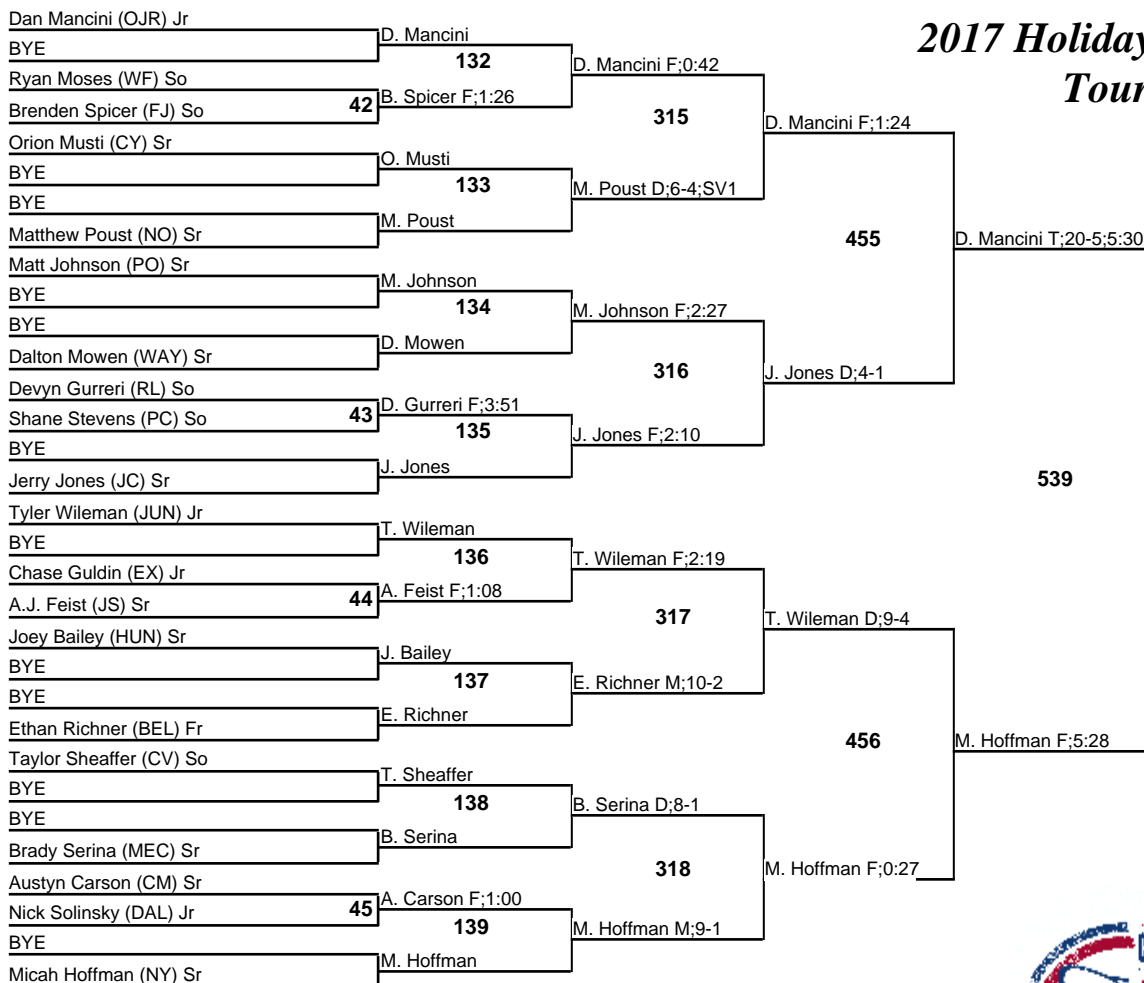 2017 Holiday
Tour
Dan Mancini (OJR) Jr
BYE
Ryan Moses (WF) So
Brenden Spicer (FJ) So
Orion Musti (CY) Sr
BYE
BYE
Matthew Poust (NO) Sr
Matt Johnson (PO) Sr
BYE
BYE
Dalton Mowen (WAY) Sr
Devyn Gurreri (RL) So
Shane Stevens (PC) So
BYE
Jerry Jones (JC) Sr
Tyler Wileman (JUN) Jr
BYE
Chase Guldin (EX) Jr
A.J. Feist (JS) Sr
Joey Bailey (HUN) Sr
BYE
BYE
Ethan Richner (BEL) Fr
Taylor Sheaffer (CV) So
BYE
BYE
Brady Serina (MEC) Sr
Austyn Carson (CM) Sr
Nick Solinsky (DAL) Jr
BYE
Micah Hoffman (NY) Sr
42
43
44
45
D. Mancini
132
B. Spicer F;1:26
O. Musti
133
M. Poust
M. Johnson
134
D. Mowen
D. Gurreri F;3:51
135
J. Jones
T. Wileman
136
A. Feist F;1:08
J. Bailey
137
E. Richner
T. Sheaffer
138
B. Serina
A. Carson F;1:00
139
M. Hoffman
D. Mancini F;0:42
315
M. Poust D;6-4;SV1
M. Johnson F;2:27
316
J. Jones F;2:10
T. Wileman F;2:19
317
E. Richner M;10-2
B. Serina D;8-1
318
M. Hoffman M;9-1
D. Mancini F;1:24
455
J. Jones D;4-1
T. Wileman D;9-4
456
M. Hoffman F;0:27
D. Mancini T;20-5;5:30
539
M. Hoffman F;5:28